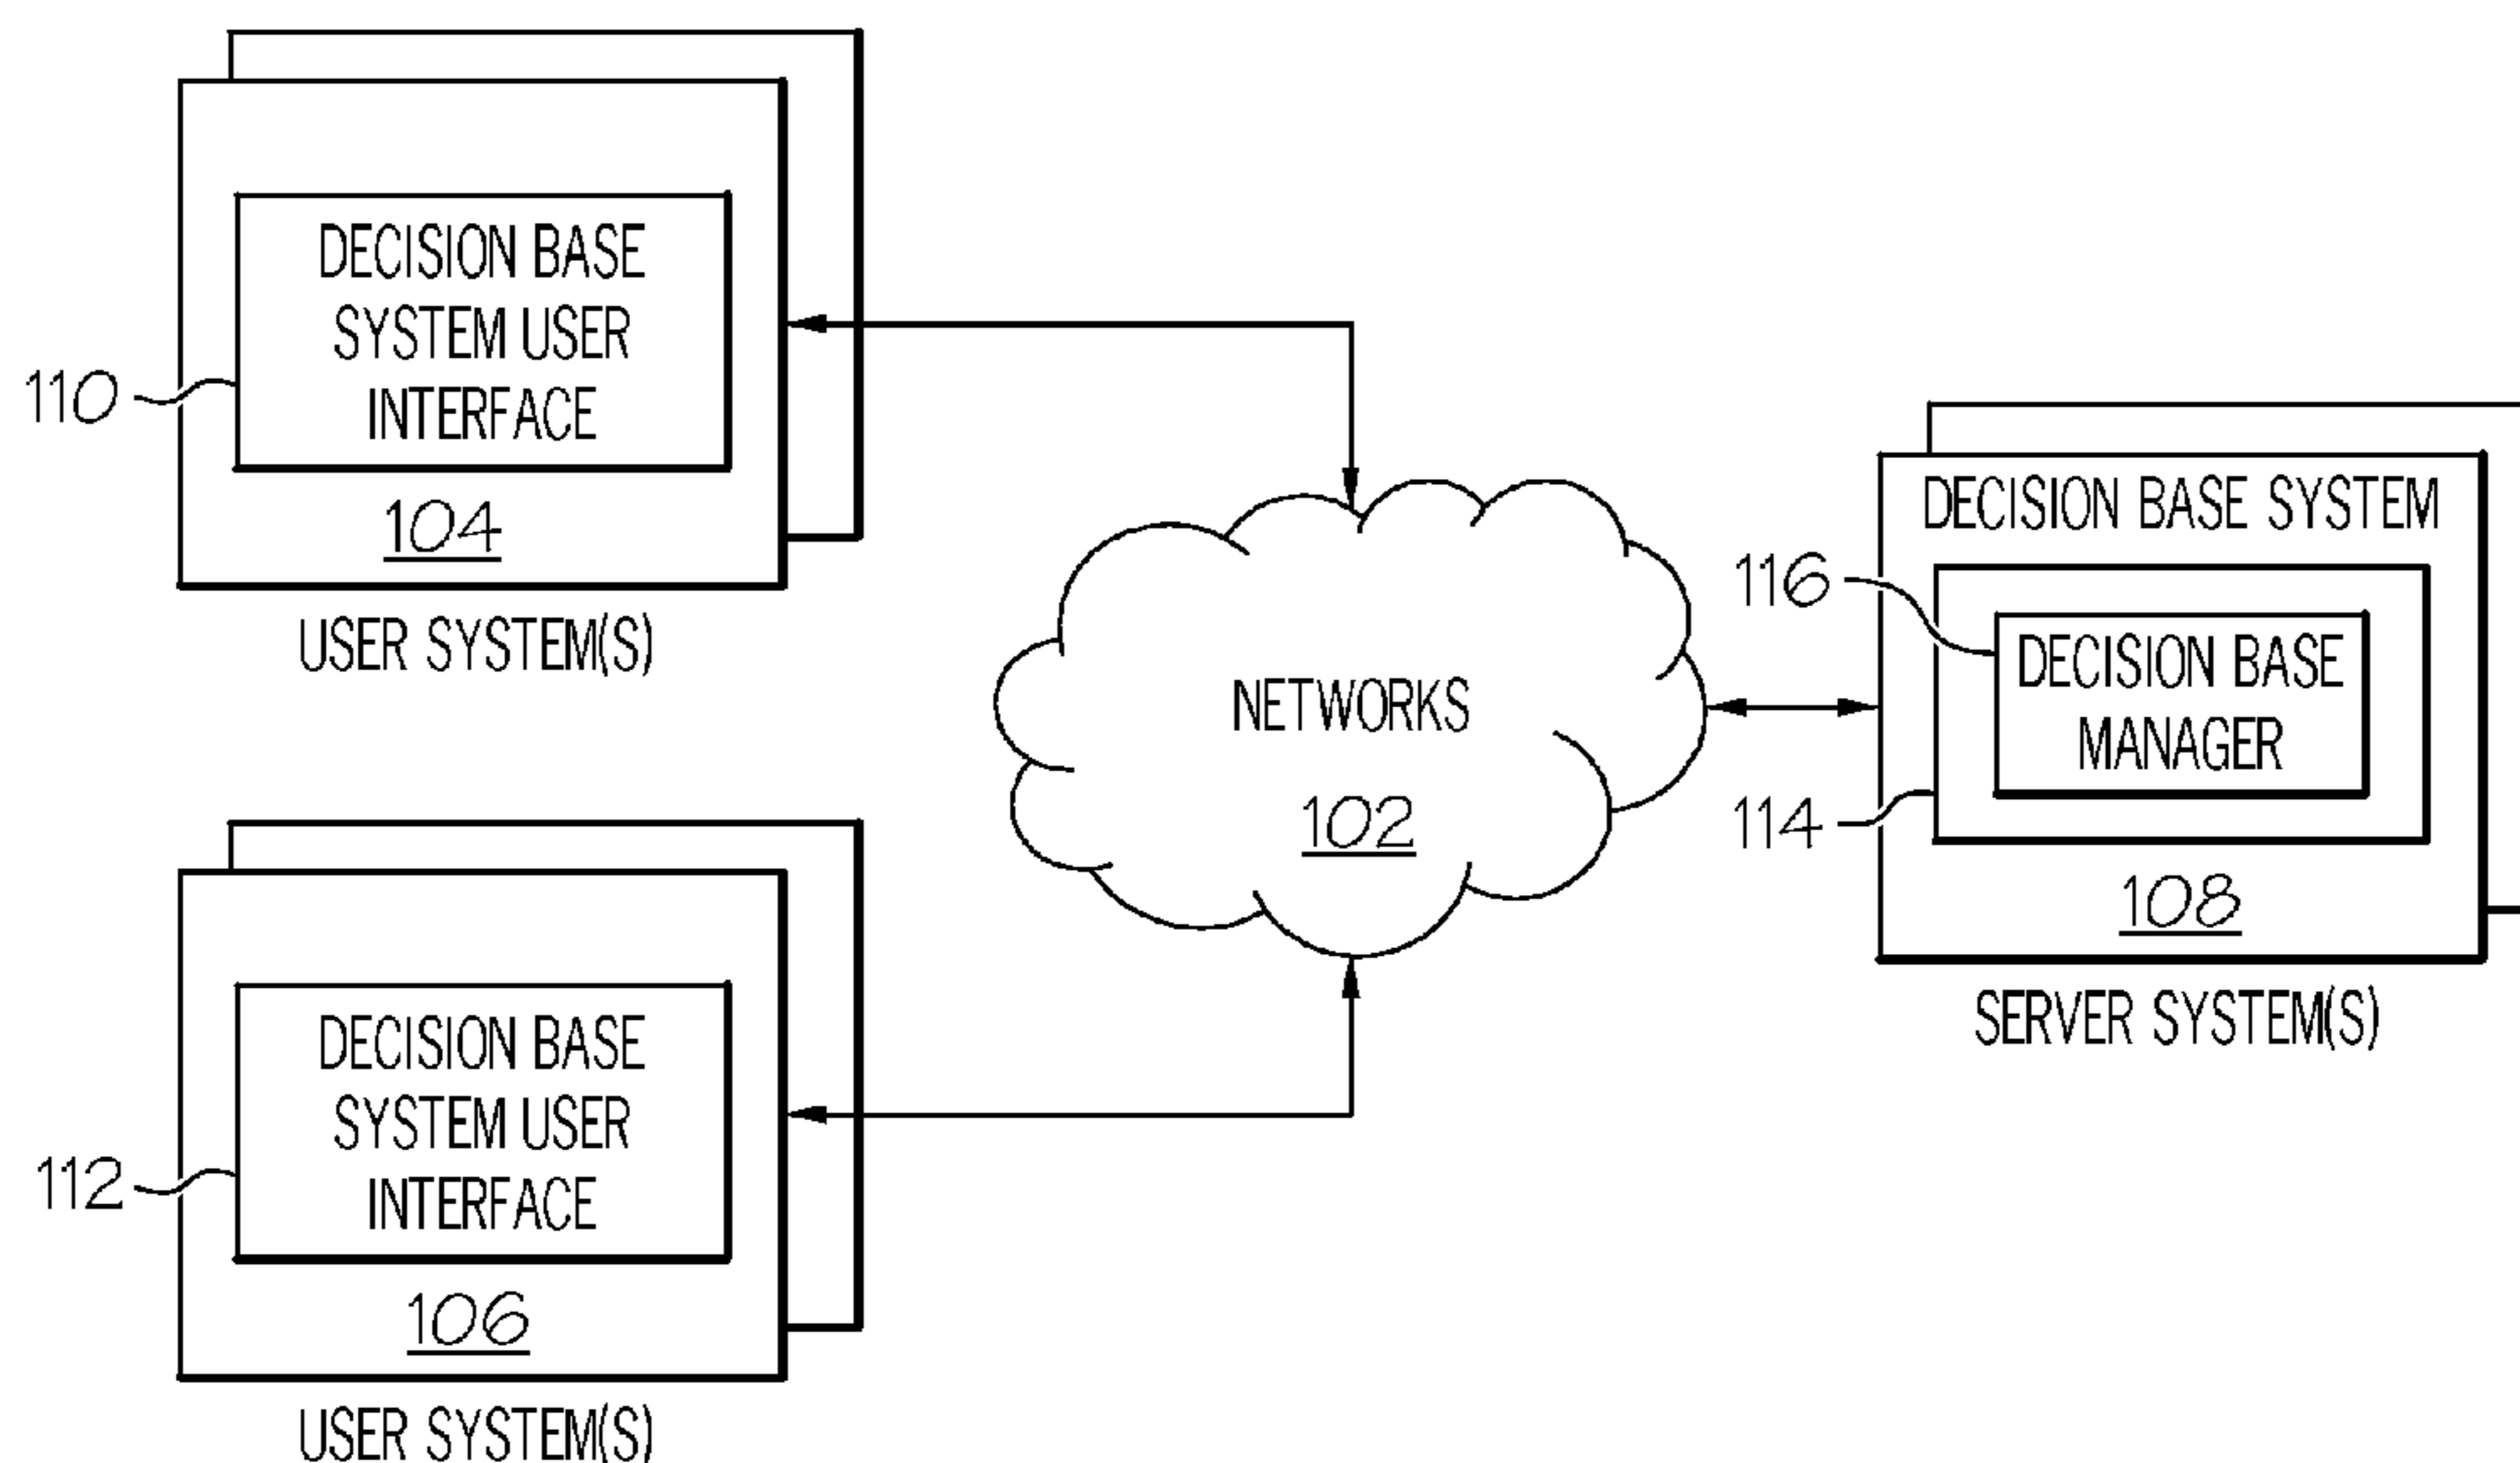 DECISION BASE
SYSTEM USER
INTERFACE
110
104
USER SYSTEM(S)
NETWORKS
102
DECISION BASE SYSTEM
116
DECISION BASE
MANAGER
114
108
SERVER SYSTEM(S)
DECISION BASE
SYSTEM USER
INTERFACE
112
106
USER SYSTEM(S)